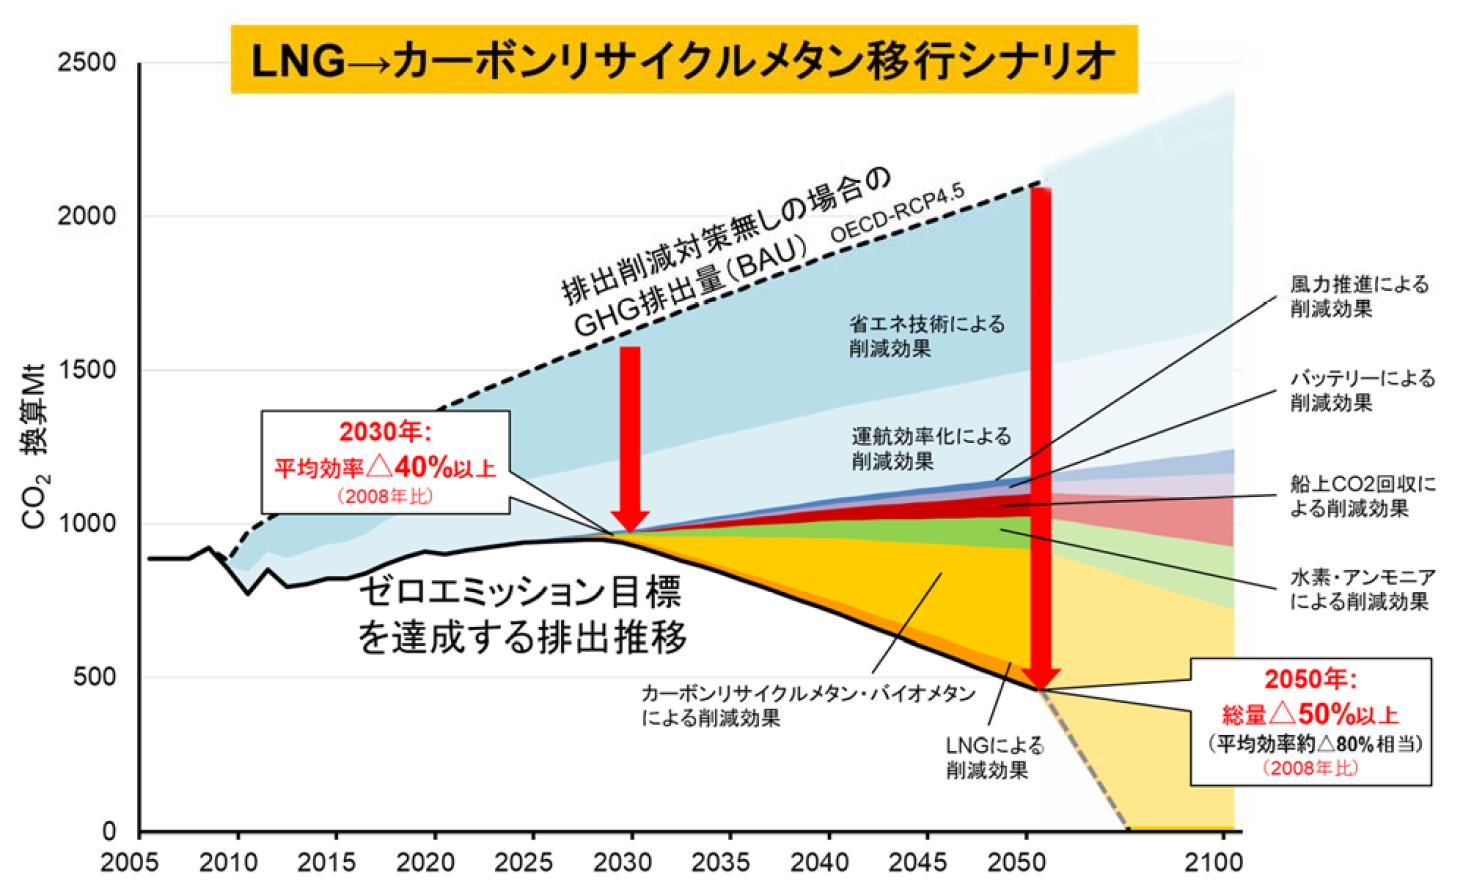 LNG→カーボンリサイクルメタン移行シナリオ
2500
2000
1500
1000
500
0
CO2 換算Mt
排出削減対策無しの場合の
GHG排出量(BAU) OECD-RCP4.5
省エネ技術による
削減効果
運航効率化による
削減効果
風力推進による
削減効果
バッテリーによる
削減効果
船上CO2回収に
よる削減効果
水素・アンモニア
による削減効果
2030年:
平均効率△40%以上
(2008年比)
ゼロエミッション目標
を達成する排出推移
カーボンリサイクルメタン・バイオメタン
による削減効果
LNGによる
削減効果
2050年:
総量△50%以上
(平均効率約△80%相当)
(2008年比)
2005 2010 2015 2020 2025 2030 2035 2040 2045 2050 2100